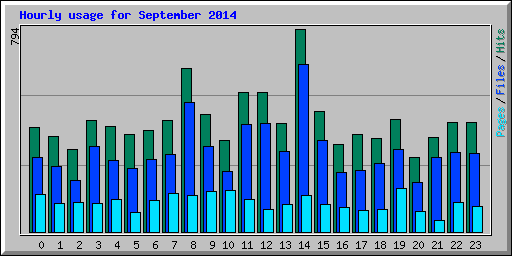 Hourly usage for September 2014
794
Pages/Files/Hits
0 1 2 3 4 5 6 7 8 9 10 11 12 13 14 15 16 17 18 19 20 21 22 23